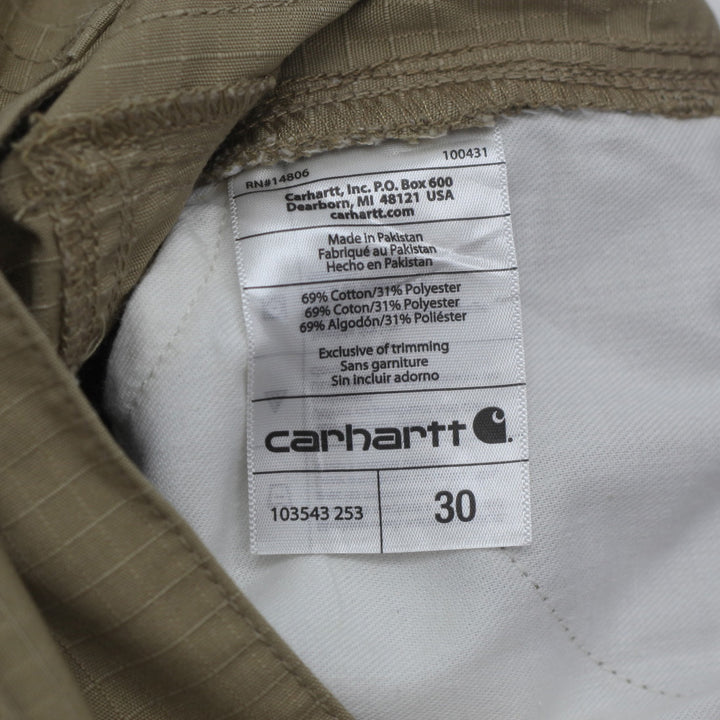 RN#14806 100431
Carhartt, Inc. P.O. Box 600
Dearborn, MI 48121 USA
carhartt.com
Made in Pakistan
Fabriqué au Pakistan
Hecho en Pakistan
69% Cotton/31% Polyester
69% Coton/31% Polyester
69% Algodón/31% Poliéster
Exclusive of trimming
Sans garniture
Sin incluir adorno
carhartt
103543 253 30